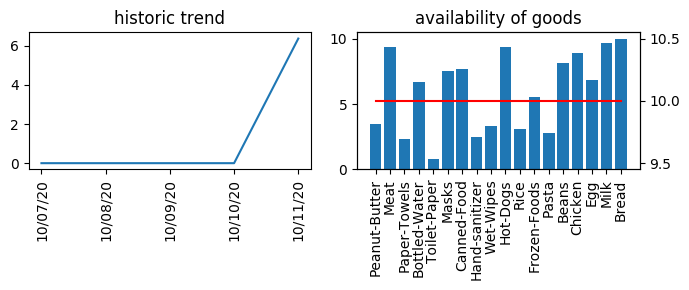 historic trend
availability of goods
6
4
2
0
10/07/20
10/08/20
10/09/20
10/10/20
10/11/20
10
5
0
10.5
10.0
9.5
Peanut-Butter
Meat
Paper-Towels
Bottled-Water
Toilet-Paper
Masks
Canned-Food
Hand-sanitizer
Wet-Wipes
Hot-Dogs
Rice
Frozen-Foods
Pasta
Beans
Chicken
Egg
Milk
Bread